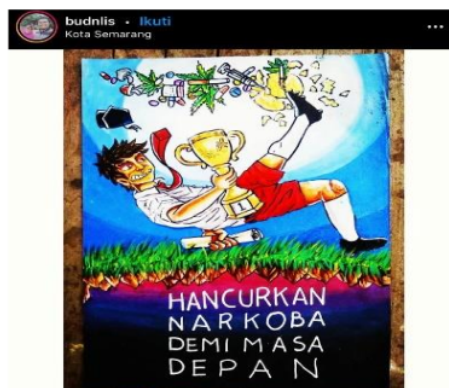 budnlis • Ikuti
Kota Semarang
HANCURKAN
NARKOBA
DEMI MASA
DEPAN